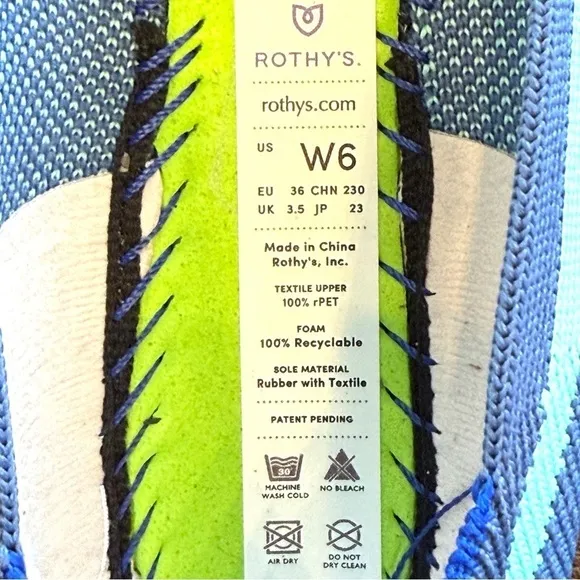 ROTHY'S.
rothys.com
US W6
EU 36 CHN 230
UK 3.5 JP 23
Made in China
Rothy's, Inc.
TEXTILE UPPER
100% rPET
FOAM
100% Recyclable
SOLE MATERIAL
Rubber with Textile
PATENT PENDING
30°
MACHINE WASH COLD
NO BLEACH
AIR DRY
DO NOT DRY CLEAN